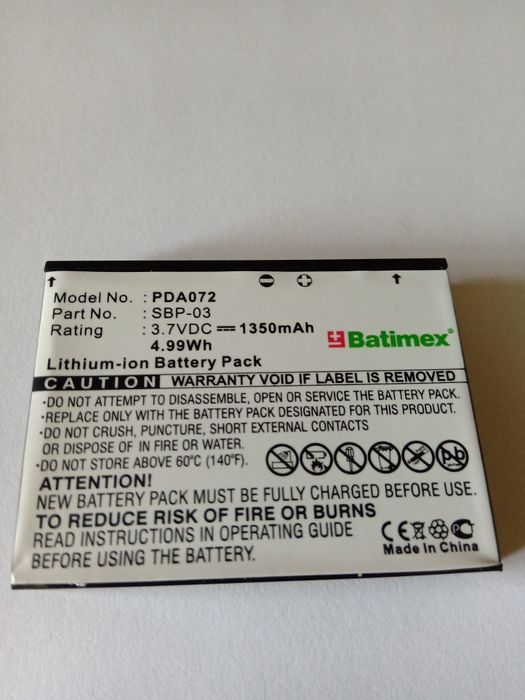 Model No. : PDA072
Part No. : SBP-03
Rating : 3.7VDC 1350mAh
4.99Wh
Batimex®
Lithium-ion Battery Pack
CAUTION WARRANTY VOID IF LABEL IS REMOVED
•DO NOT ATTEMPT TO DISASSEMBLE, OPEN OR SERVICE THE BATTERY.
•REPLACE ONLY WITH THE BATTERY PACK DESIGNATED FOR THIS PRODUCT.
•DO NOT CRUSH, PUNCTURE, SHORT EXTERNAL CONTACTS
OR DISPOSE OF IN FIRE OR WATER.
•DO NOT STORE ABOVE 60°C (140°F).
ATTENTION!
NEW BATTERY PACK MUST BE FULLY CHARGED BEFORE USE.
TO REDUCE RISK OF FIRE OR BURNS
READ INSTRUCTIONS IN OPERATING GUIDE
BEFORE USING THE BATTERY.
CE
Made in China